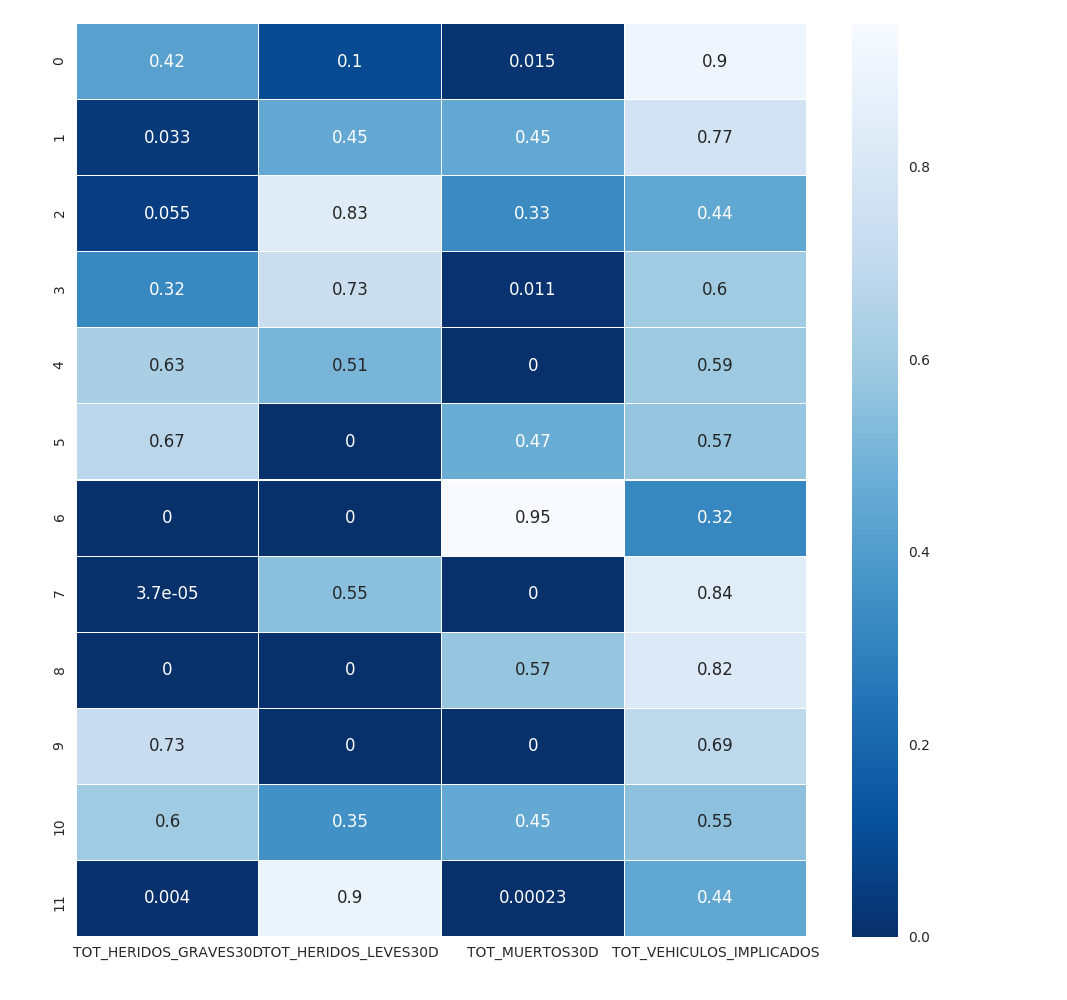 0 0.42 0.1 0.015 0.9
1 0.033 0.45 0.45 0.77
0.8
2 0.055 0.83 0.33 0.44
3 0.32 0.73 0.011 0.6
0.6
4 0.63 0.51 0 0.59
5 0.67 0 0.47 0.57
6 0 0 0.95 0.32
0.4
7 3.7e-05 0.55 0 0.84
8 0 0 0.57 0.82
9 0.73 0 0 0.69
0.2
10 0.6 0.35 0.45 0.55
11 0.004 0.9 0.00023 0.44
0.0
TOT_HERIDOS_GRAVES30D TOT_HERIDOS_LEVES30D TOT_MUERTOS30D TOT_VEHICULOS_IMPLICADOS